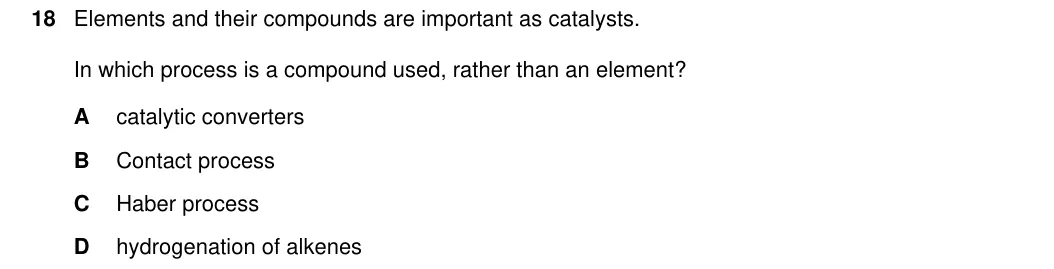 18 Elements and their compounds are important as catalysts.
In which process is a compound used, rather than an element?
A catalytic converters
B Contact process
C Haber process
D hydrogenation of alkenes